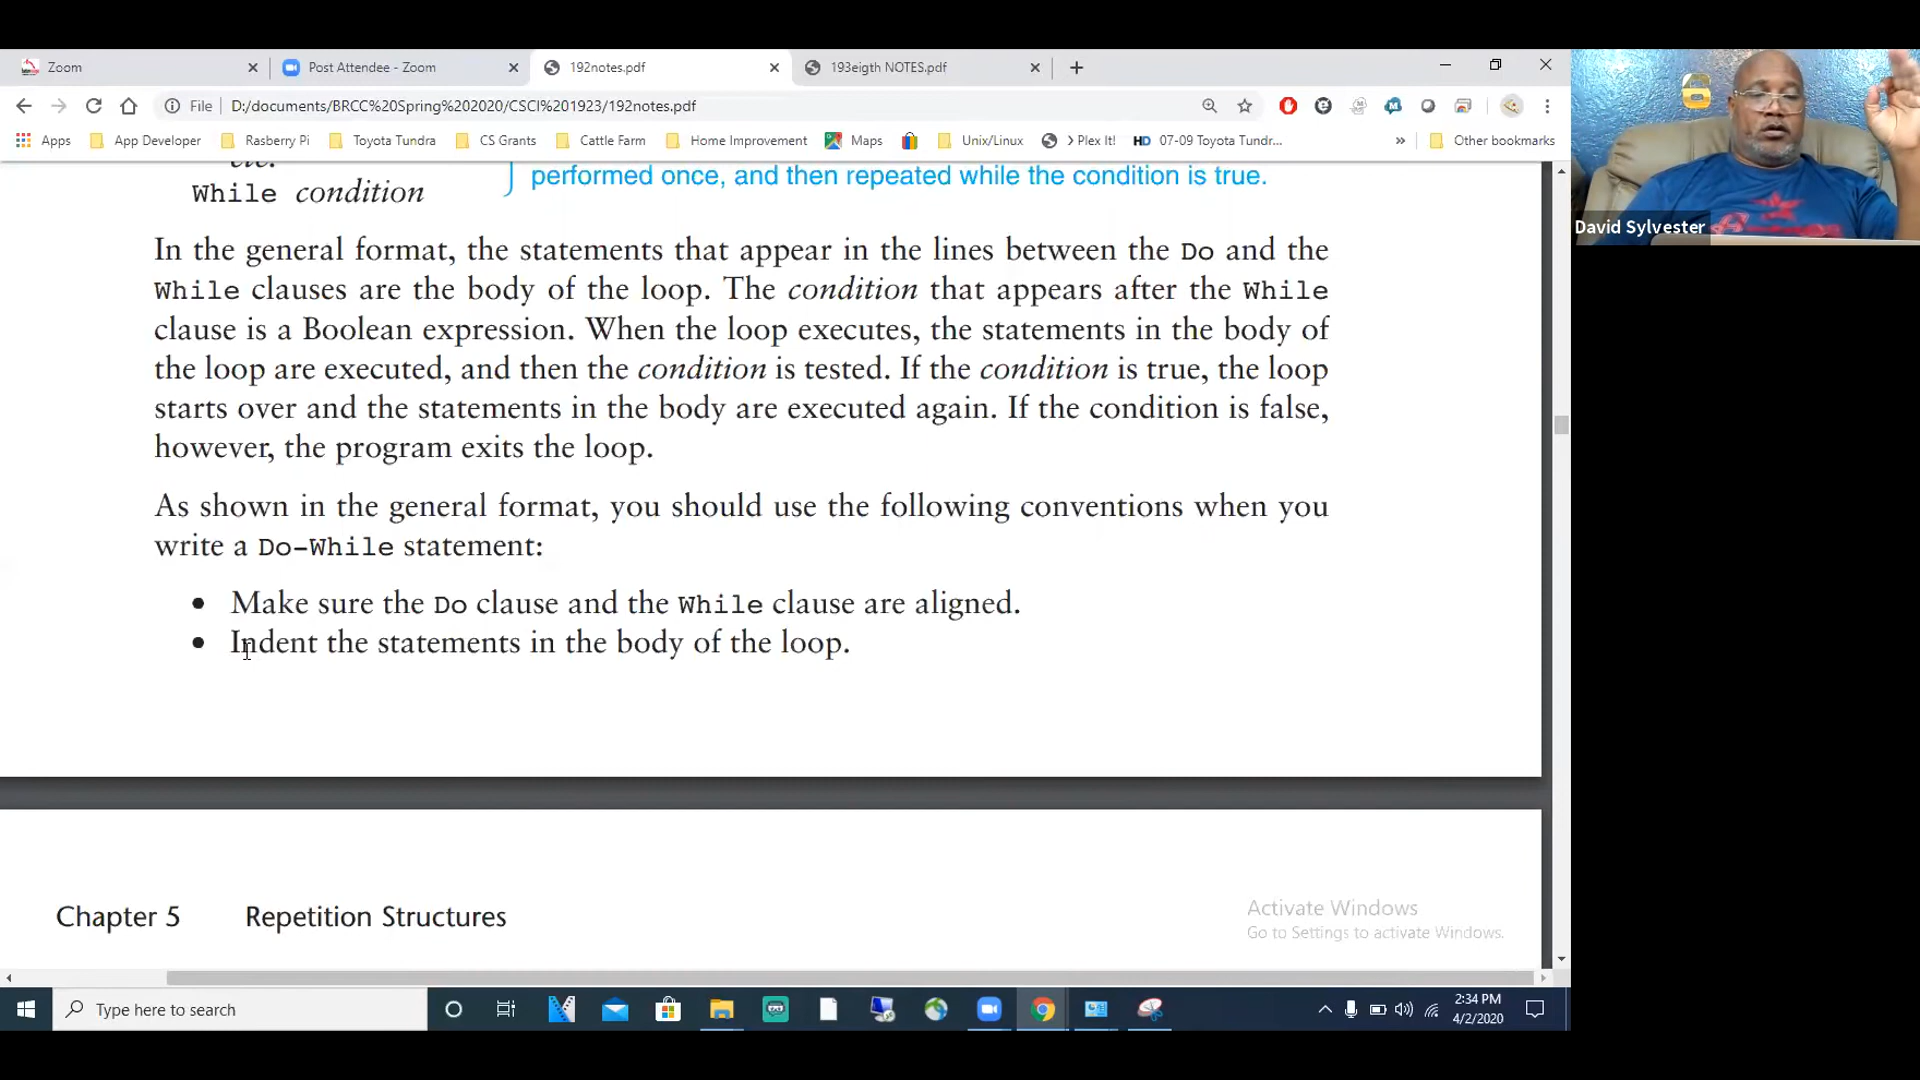 Zoom
Post Attendee - Zoom
192notes.pdf
193eigth NOTES.pdf
File
D:/documents/BRCC%20Spring%202020/CSCI%201923/192notes.pdf
Apps
App Developer
Rasberry Pi
Toyota Tundra
CS Grants
Cattle Farm
Home Improvement
Maps
Unix/Linux
> Plex It!
HD 07-09 Toyota Tundr...
»
Other bookmarks
David Sylvester
etc.
performed once, and then repeated while the condition is true.
While condition
In the general format, the statements that appear in the lines between the Do and the
While clauses are the body of the loop. The condition that appears after the While
clause is a Boolean expression. When the loop executes, the statements in the body of
the loop are executed, and then the condition is tested. If the condition is true, the loop
starts over and the statements in the body are executed again. If the condition is false,
however, the program exits the loop.
As shown in the general format, you should use the following conventions when you
write a Do-While statement:
• Make sure the Do clause and the While clause are aligned.
• Indent the statements in the body of the loop.
Chapter 5 Repetition Structures
Activate Windows
Go to Settings to activate Windows.
Type here to search
2:34 PM
4/2/2020